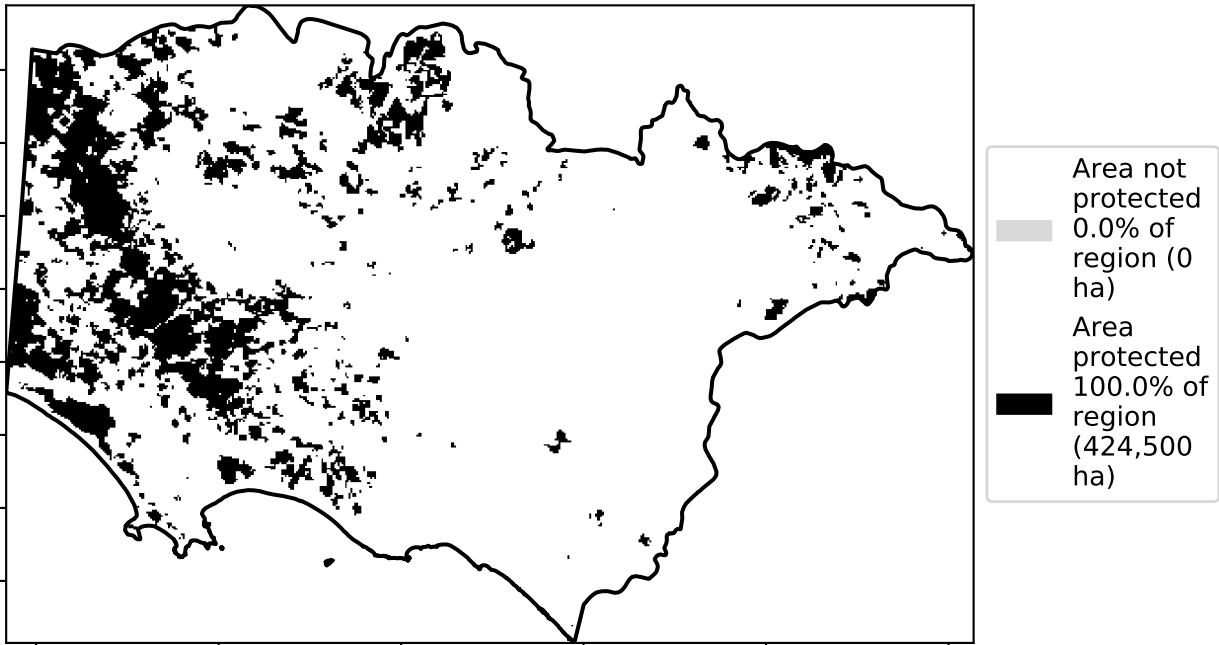 Area not
protected
0.0% of
region (0
ha)
Area
protected
100.0% of
region
(424,500
ha)